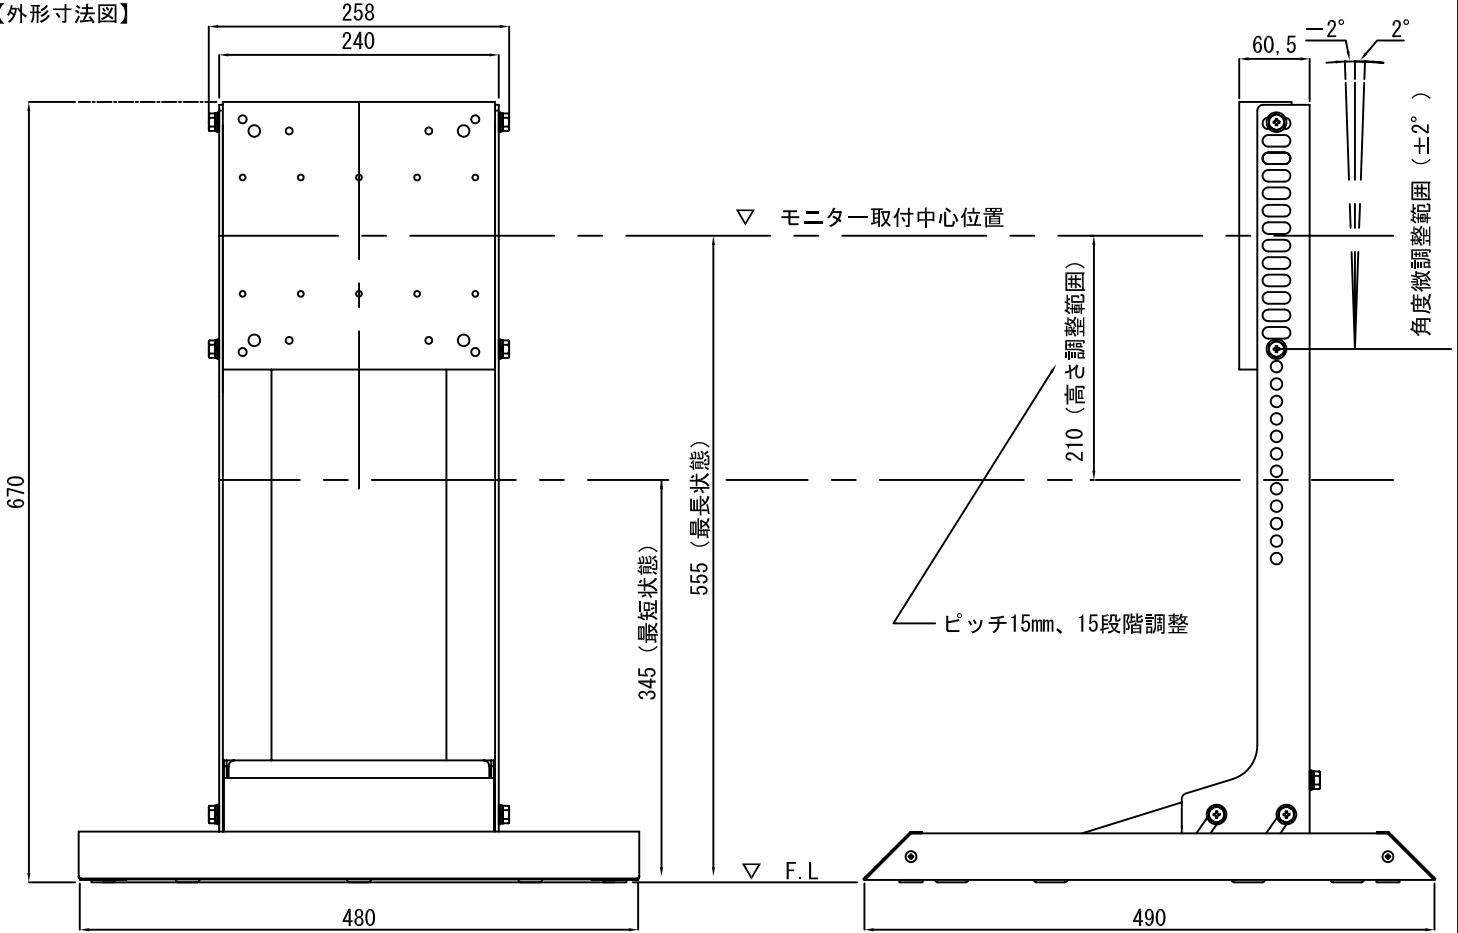 【外形寸法図】
258
240
60,5
−2°
2°
角度微調整範囲（±2°）
▽ モニター取付中心位置
210（高さ調整範囲）
670
555（最長状態）
345（最短状態）
ピッチ15mm、15段階調整
▽ F.L
480
490